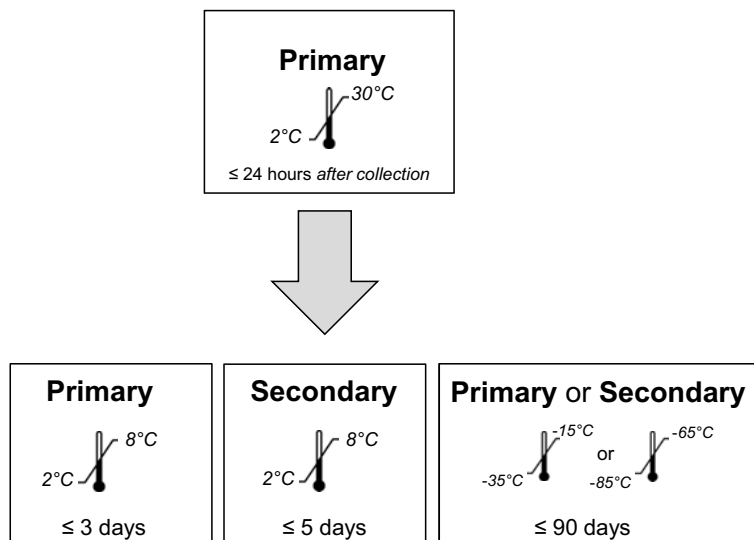 Primary
30°C
2°C
≤ 24 hours after collection
Primary
8°C
2°C
≤ 3 days
Secondary
8°C
2°C
≤ 5 days
Primary or Secondary
-15°C
-35°C
or
-65°C
-85°C
≤ 90 days